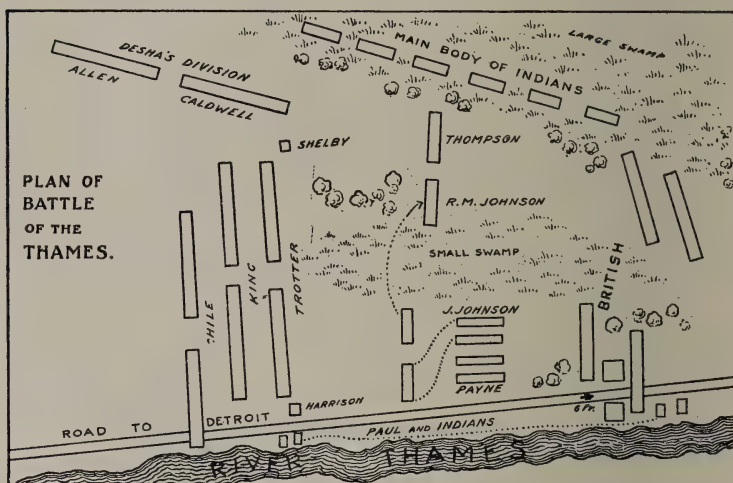 PLAN OF
BATTLE
OF THE
THAMES.
DESHA'S DIVISION
ALLEN
CALDWELL
MAIN BODY OF INDIANS
LARGE SWAMP
SHELBY
THOMPSON
R.M. JOHNSON
SMALL SWAMP
BRITISH
CHILE
KING
TROTTER
J. JOHNSON
PAYNE
HARRISON
6 Pr.
ROAD TO DETROIT
PAUL AND INDIANS
RIVER THAMES